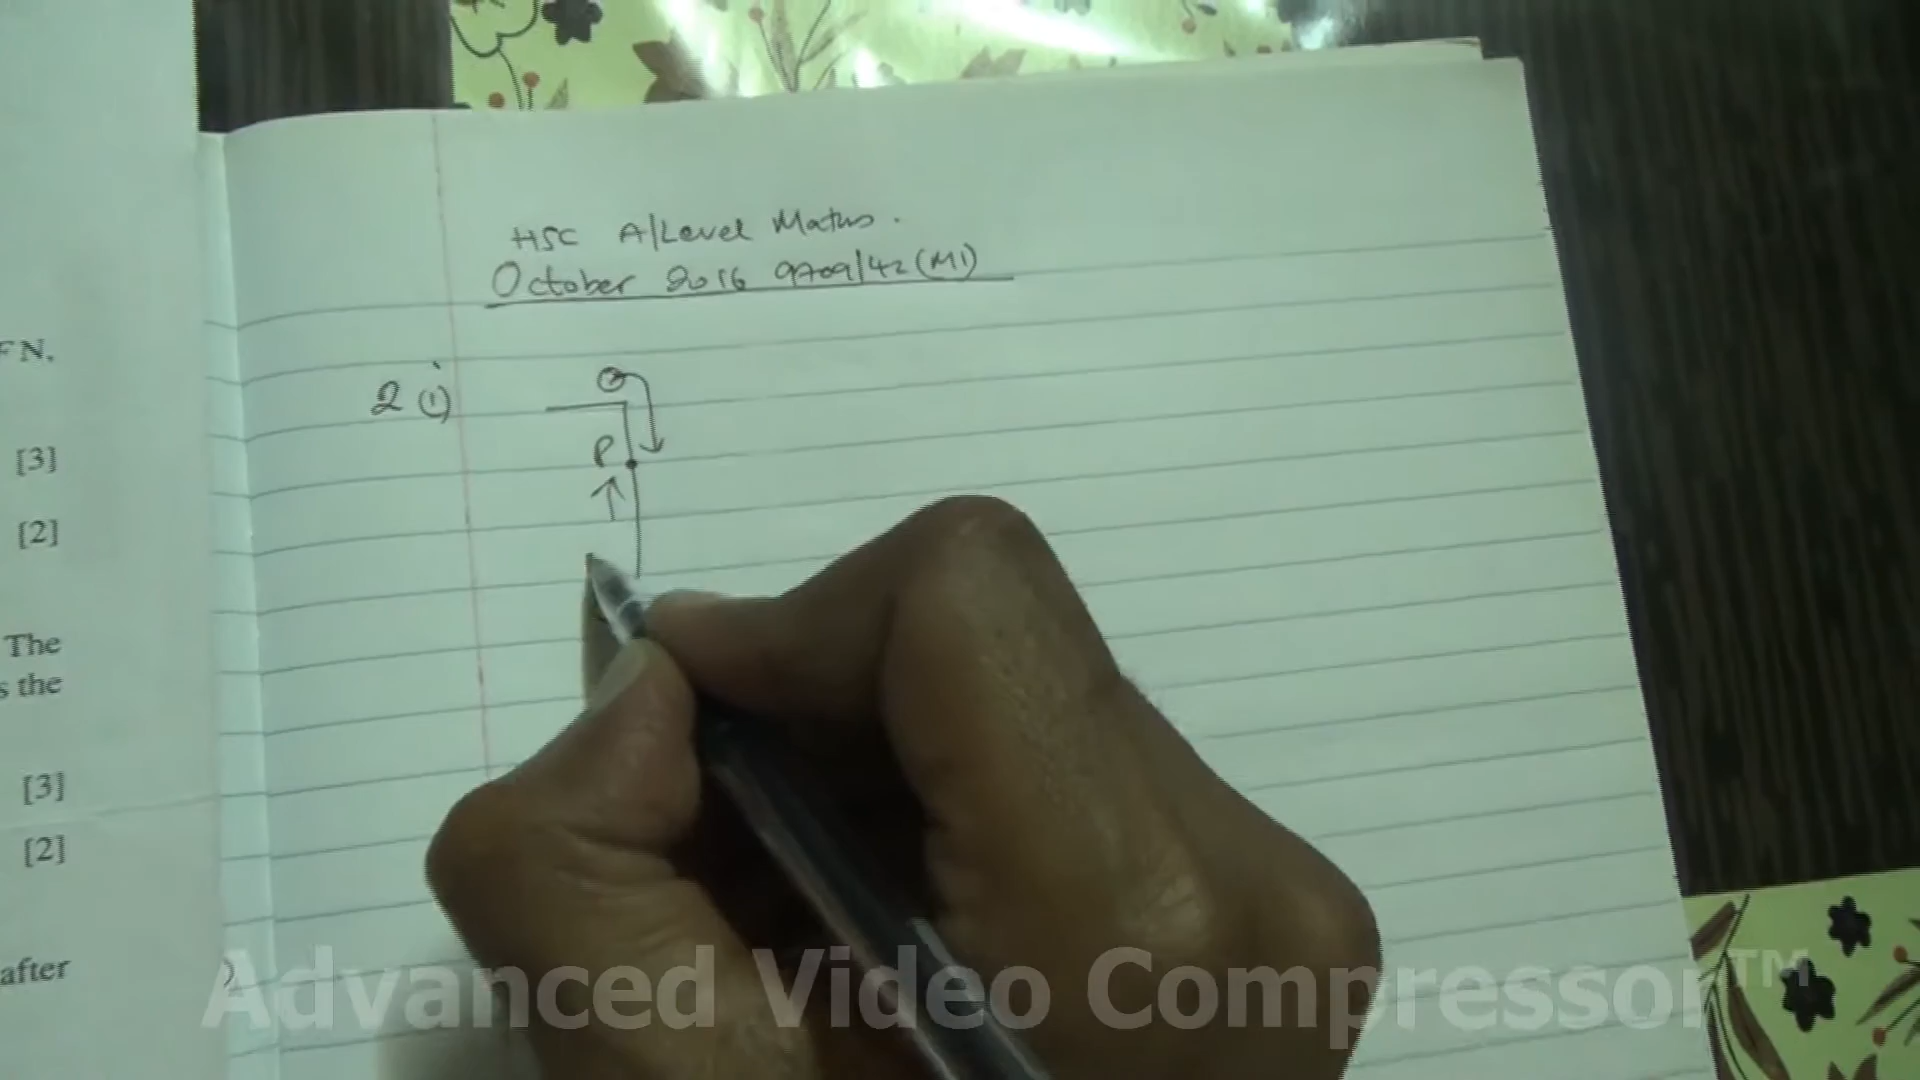 HSC A/Level Maths.
October 2016 9709/42 (M1)
2 (i)
P
F N,
[3]
[2]
The
s the
[3]
[2]
after
Advanced Video Compressor™